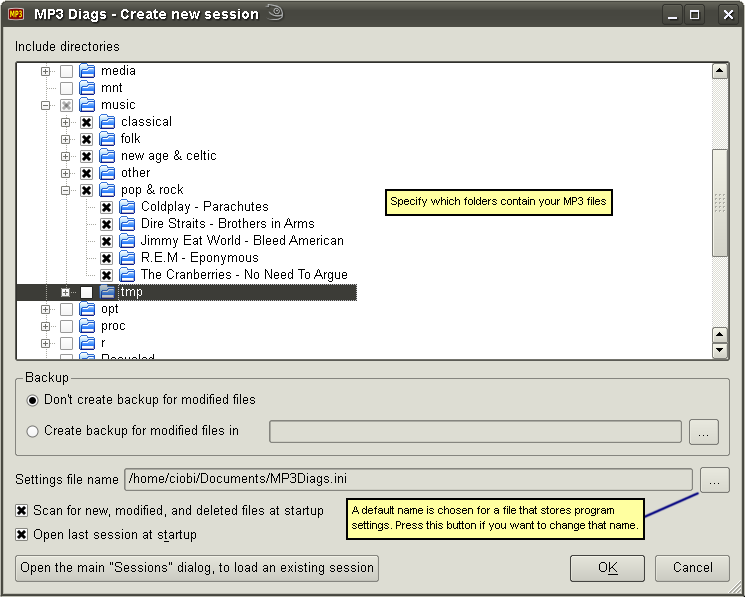 MP3 MP3 Diags - Create new session
Include directories
media
mnt
music
classical
folk
new age & celtic
other
pop & rock
Coldplay - Parachutes
Dire Straits - Brothers in Arms
Jimmy Eat World - Bleed American
R.E.M - Eponymous
The Cranberries - No Need To Argue
tmp
opt
proc
r
Specify which folders contain your MP3 files
Backup
Don't create backup for modified files
Create backup for modified files in
...
Settings file name /home/ciobi/Documents/MP3Diags.ini ...
Scan for new, modified, and deleted files at startup
Open last session at startup
A default name is chosen for a file that stores program
settings. Press this button if you want to change that name.
Open the main "Sessions" dialog, to load an existing session
OK Cancel